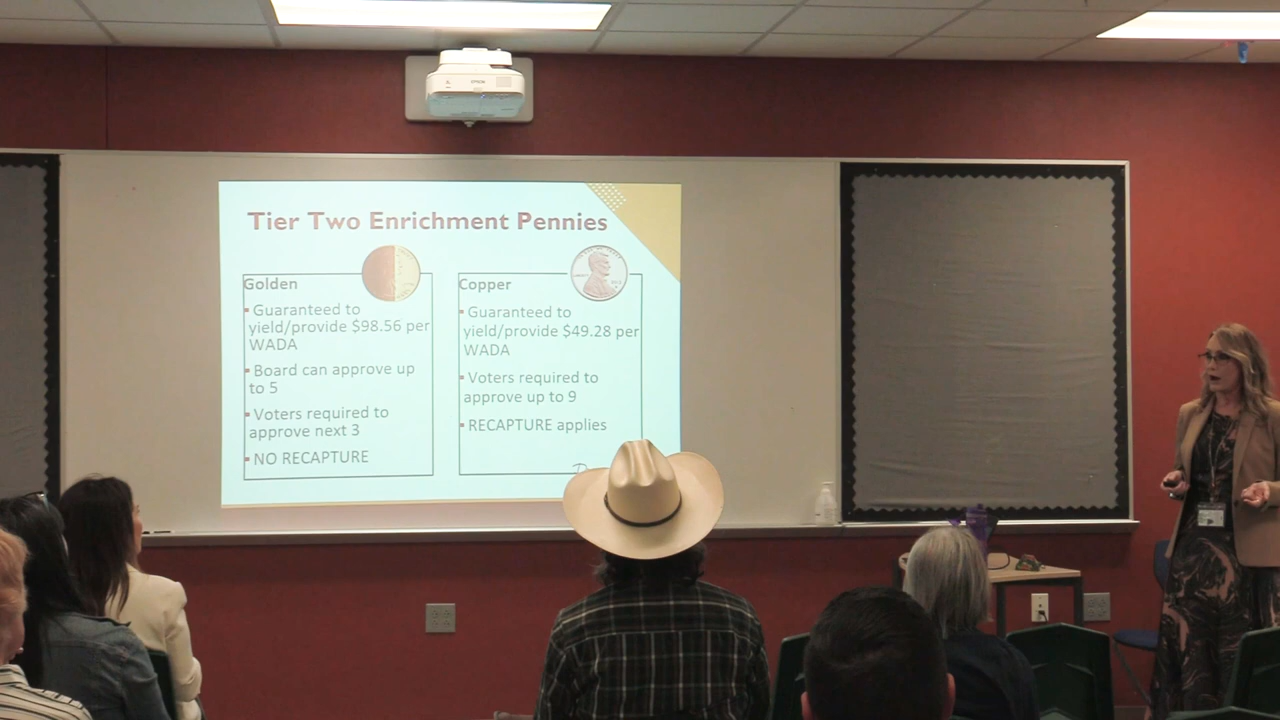 EPSON
Tier Two Enrichment Pennies
Golden
▪ Guaranteed to
yield/provide $98.56 per
WADA
▪ Board can approve up
to 5
▪ Voters required to
approve next 3
▪ NO RECAPTURE
Copper
▪ Guaranteed to
yield/provide $49.28 per
WADA
▪ Voters required to
approve up to 9
▪ RECAPTURE applies